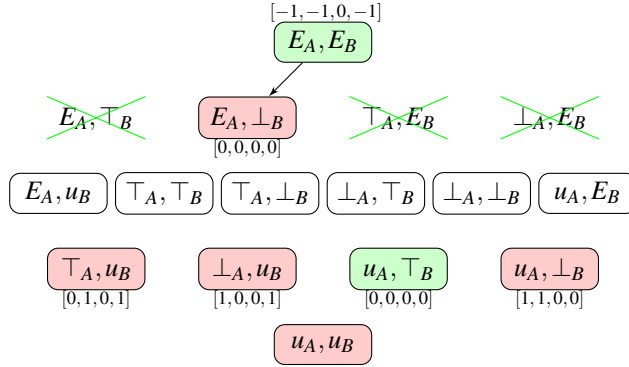 [−1,−1,0,−1]
E_A, E_B
E_A, ⊤_B E_A, ⊥_B ⊤_A, E_B ⊥_A, E_B
[0,0,0,0]
E_A, u_B ⊤_A, ⊤_B ⊤_A, ⊥_B ⊥_A, ⊤_B ⊥_A, ⊥_B u_A, E_B
⊤_A, u_B ⊥_A, u_B u_A, ⊤_B u_A, ⊥_B
[0,1,0,1] [1,0,0,1] [0,0,0,0] [1,1,0,0]
u_A, u_B